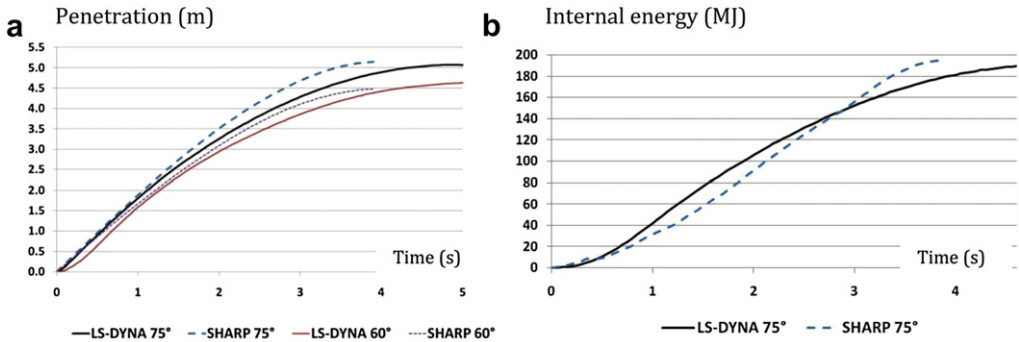 a
Penetration (m)
5.5
5.0
4.5
4.0
3.5
3.0
2.5
2.0
1.5
1.0
0.5
0.0
0 1 2 3 4 5
Time (s)
LS-DYNA 75° SHARP 75° LS-DYNA 60° SHARP 60°
b
Internal energy (MJ)
200
180
160
140
120
100
80
60
40
20
0
0 1 2 3 4
Time (s)
LS-DYNA 75° SHARP 75°